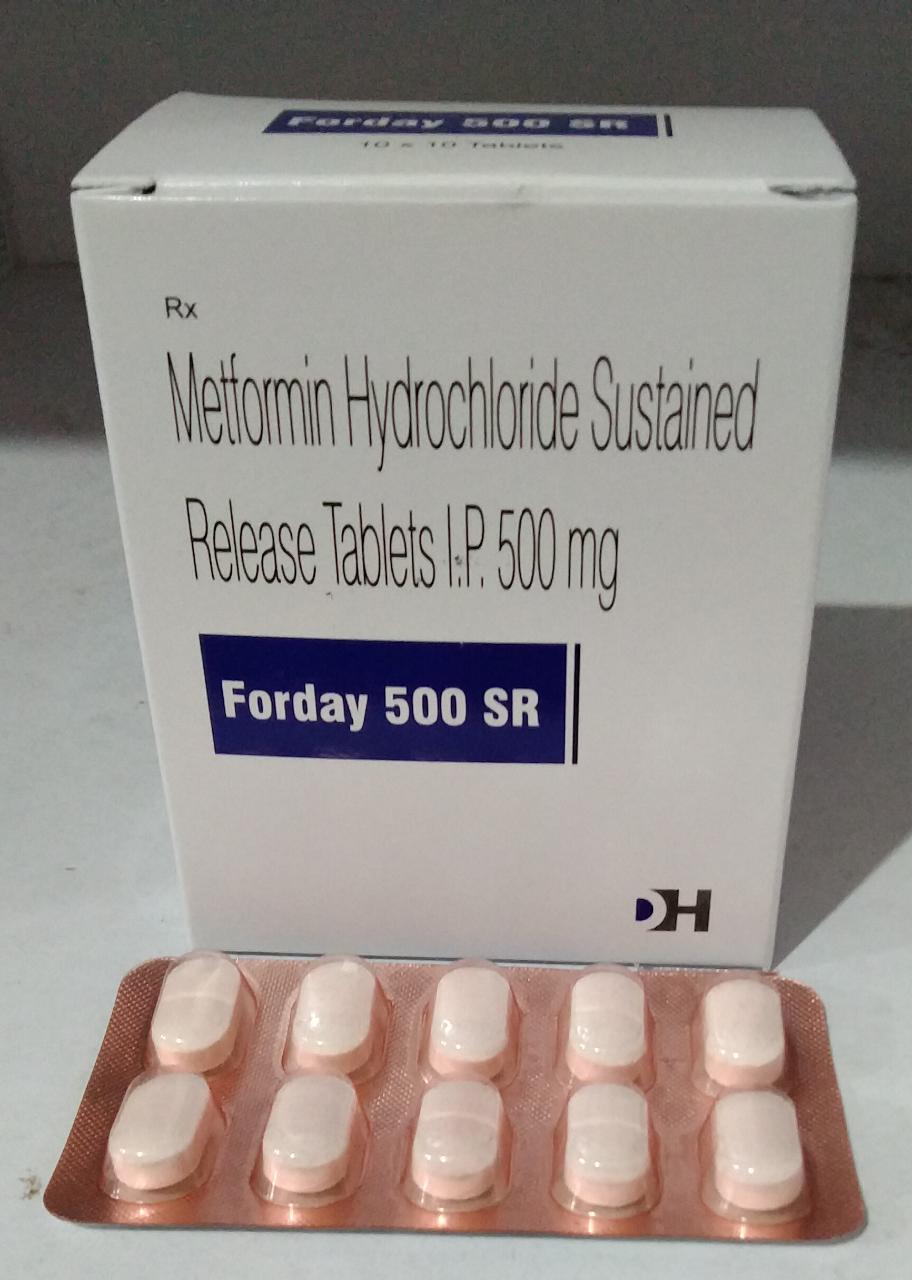 Forday 500 SR
10 x 10 Tablets
Rx
Metformin Hydrochloride Sustained
Release Tablets I.P. 500 mg
Forday 500 SR
DH